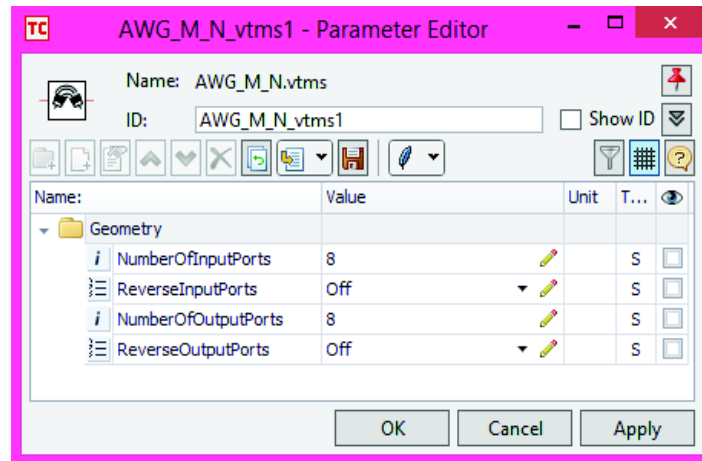 TC AWG_M_N_vtms1 - Parameter Editor
Name: AWG_M_N.vtms
ID: AWG_M_N_vtms1 Show ID
Name: Value Unit T...
Geometry
i NumberOfInputPorts 8 S
ReverseInputPorts Off S
i NumberOfOutputPorts 8 S
ReverseOutputPorts Off S
OK Cancel Apply